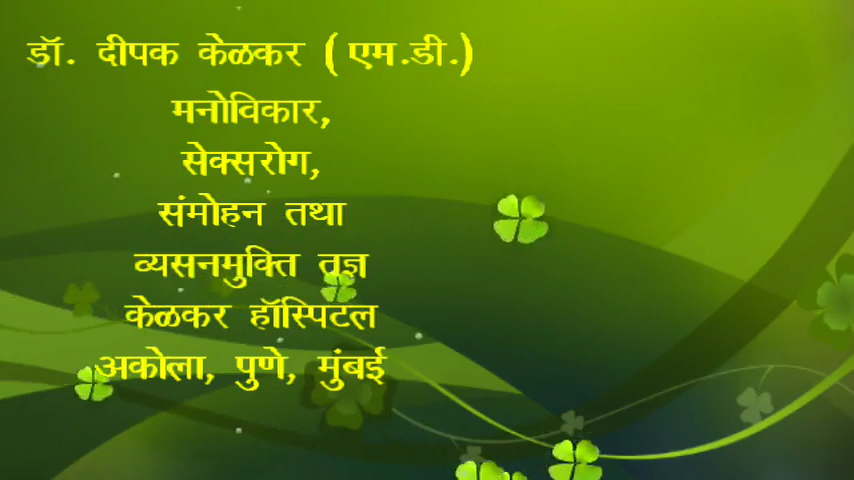 डॉ. दीपक केळकर (एम.डी.)
मनोविकार,
सेक्सरोग,
संमोहन तथा
व्यसनमुक्ति तज्ञ
केळकर हॉस्पिटल
अकोला, पुणे, मुंबई